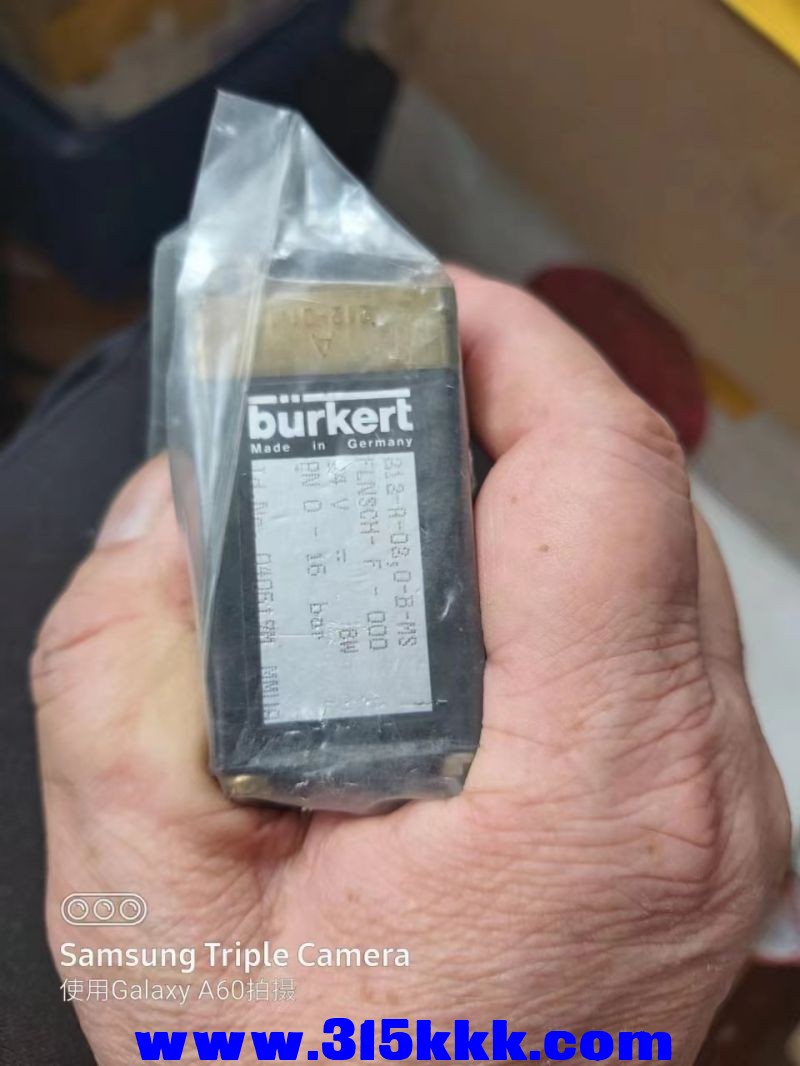 bürkert
Made in Germany
FLNSCH- F - 000
24 V = 8W
PN 0 - 16 bar
Samsung Triple Camera
使用Galaxy A60拍摄
www.315kkk.com